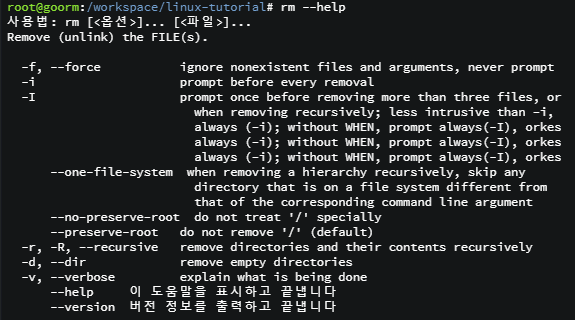 root@goorm:/workspace/linux-tutorial# rm --help
사용법: rm [<옵션>]... [<파일>]...
Remove (unlink) the FILE(s).

  -f, --force           ignore nonexistent files and arguments, never prompt
  -i                    prompt before every removal
  -I                    prompt once before removing more than three files, or
                          when removing recursively; less intrusive than -i,
                          always (-i); without WHEN, prompt always(-I), orkes
                          always (-i); without WHEN, prompt always(-I), orkes
                          always (-i); without WHEN, prompt always(-I), orkes
      --one-file-system  when removing a hierarchy recursively, skip any
                          directory that is on a file system different from
                          that of the corresponding command line argument
      --no-preserve-root  do not treat '/' specially
      --preserve-root   do not remove '/' (default)
  -r, -R, --recursive   remove directories and their contents recursively
  -d, --dir             remove empty directories
  -v, --verbose         explain what is being done
      --help     이 도움말을 표시하고 끝냅니다
      --version  버전 정보를 출력하고 끝냅니다